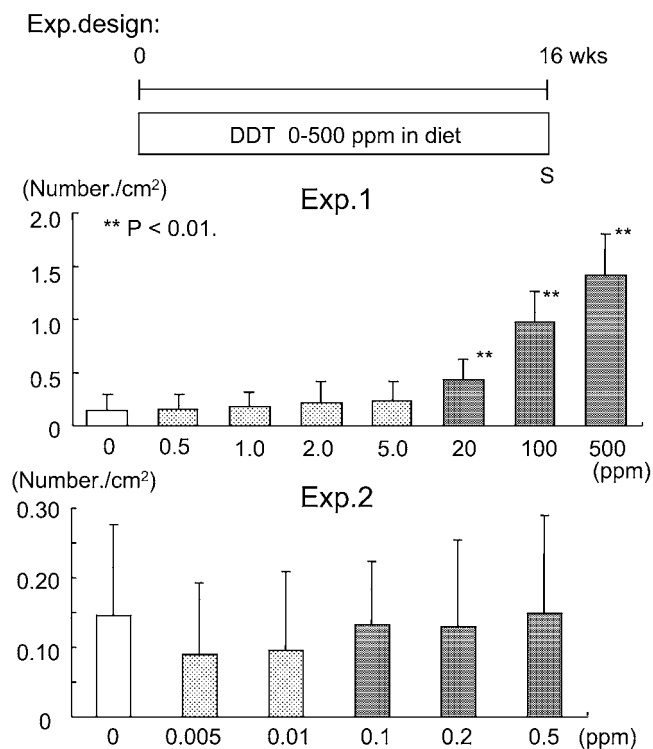 Exp.design:
0 16 wks
DDT 0-500 ppm in diet
S
(Number./cm²)
Exp.1
** P < 0.01.
2.0
1.5
1.0
0.5
0
** ** **
0 0.5 1.0 2.0 5.0 20 100 500
(ppm)
(Number./cm²)
Exp.2
0.30
0.20
0.10
0
0 0.005 0.01 0.1 0.2 0.5 (ppm)